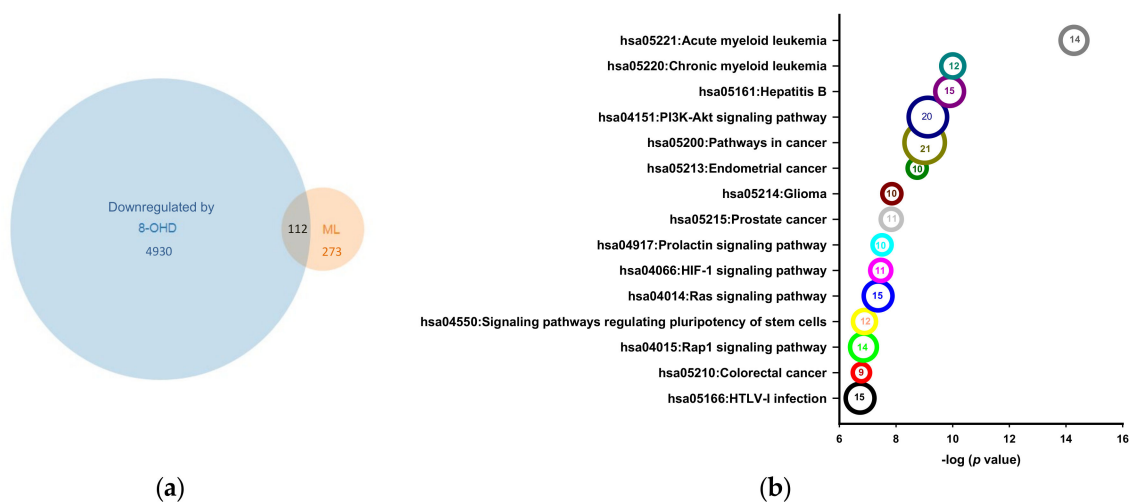 Downregulated by
8-OHD
4930
112
ML
273
(a)
hsa05221:Acute myeloid leukemia
14
hsa05220:Chronic myeloid leukemia
12
hsa05161:Hepatitis B
15
hsa04151:PI3K-Akt signaling pathway
20
hsa05200:Pathways in cancer
21
hsa05213:Endometrial cancer
10
hsa05214:Glioma
10
hsa05215:Prostate cancer
11
hsa04917:Prolactin signaling pathway
10
hsa04066:HIF-1 signaling pathway
11
hsa04014:Ras signaling pathway
15
hsa04550:Signaling pathways regulating pluripotency of stem cells
12
hsa04015:Rap1 signaling pathway
14
hsa05210:Colorectal cancer
9
hsa05166:HTLV-I infection
15
6 8 10 12 14 16
-log (p value)
(b)